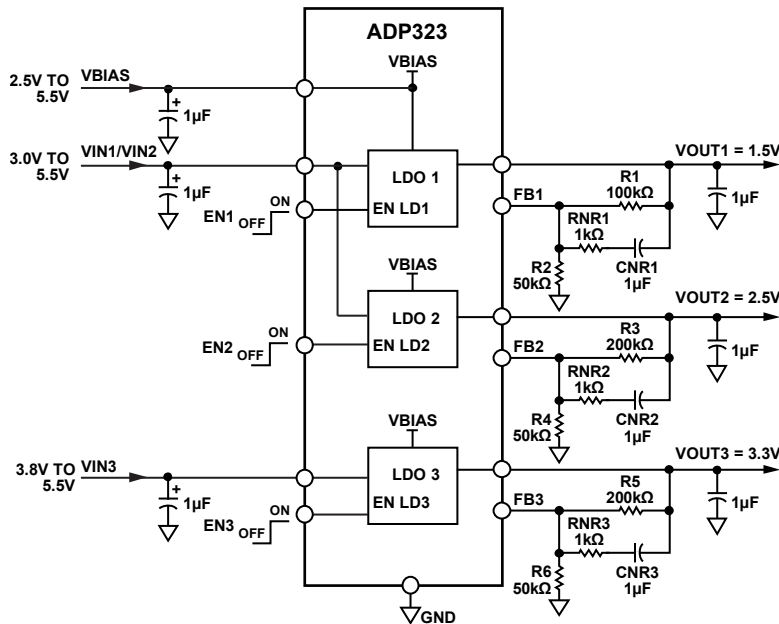 ADP323
VBIAS
2.5V TO
5.5V
VBIAS
+
1µF
3.0V TO
5.5V
VIN1/VIN2
+
1µF
LDO 1
EN LD1
EN1
OFF
ON
VOUT1 = 1.5V
R1
100kΩ
1µF
FB1
RNR1
1kΩ
CNR1
1µF
R2
50kΩ
VBIAS
LDO 2
EN LD2
EN2
OFF
ON
VOUT2 = 2.5V
R3
200kΩ
1µF
FB2
RNR2
1kΩ
CNR2
1µF
R4
50kΩ
VBIAS
3.8V TO
5.5V
VIN3
+
1µF
LDO 3
EN LD3
EN3
OFF
ON
VOUT3 = 3.3V
R5
200kΩ
1µF
FB3
RNR3
1kΩ
CNR3
1µF
R6
50kΩ
GND